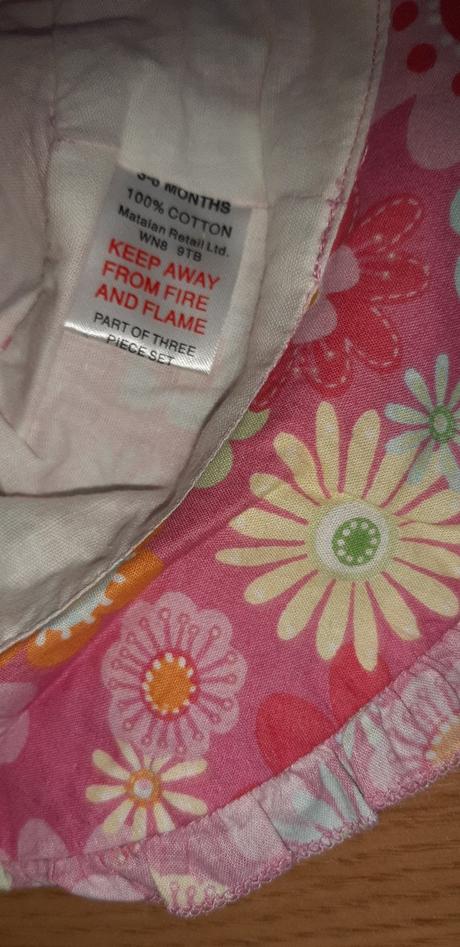 3-6 MONTHS
100% COTTON
Matalan Retail Ltd.
WN8 9TB
KEEP AWAY
FROM FIRE
AND FLAME
PART OF THREE
PIECE SET